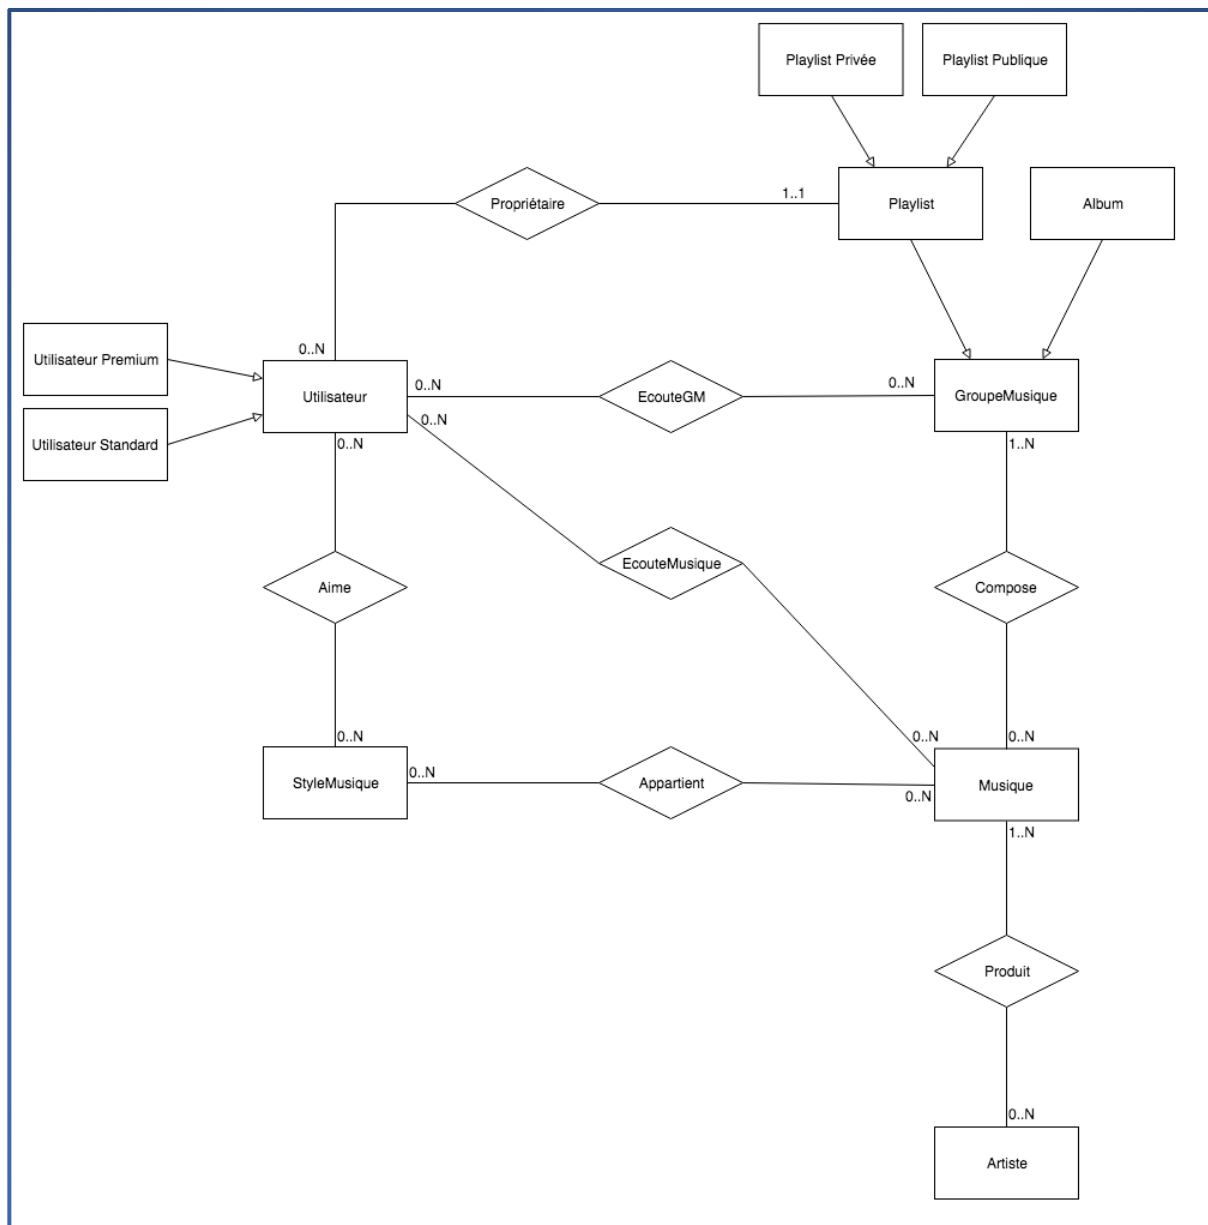 Playlist Privée
Playlist Publique
Propriétaire
1..1
Playlist
Album
0..N
Utilisateur Premium
Utilisateur
0..N
EcouteGM
0..N
GroupeMusique
Utilisateur Standard
0..N
0..N
1..N
EcouteMusique
Aime
Compose
0..N
0..N
0..N
StyleMusique
0..N
Appartient
0..N
Musique
1..N
Produit
0..N
Artiste